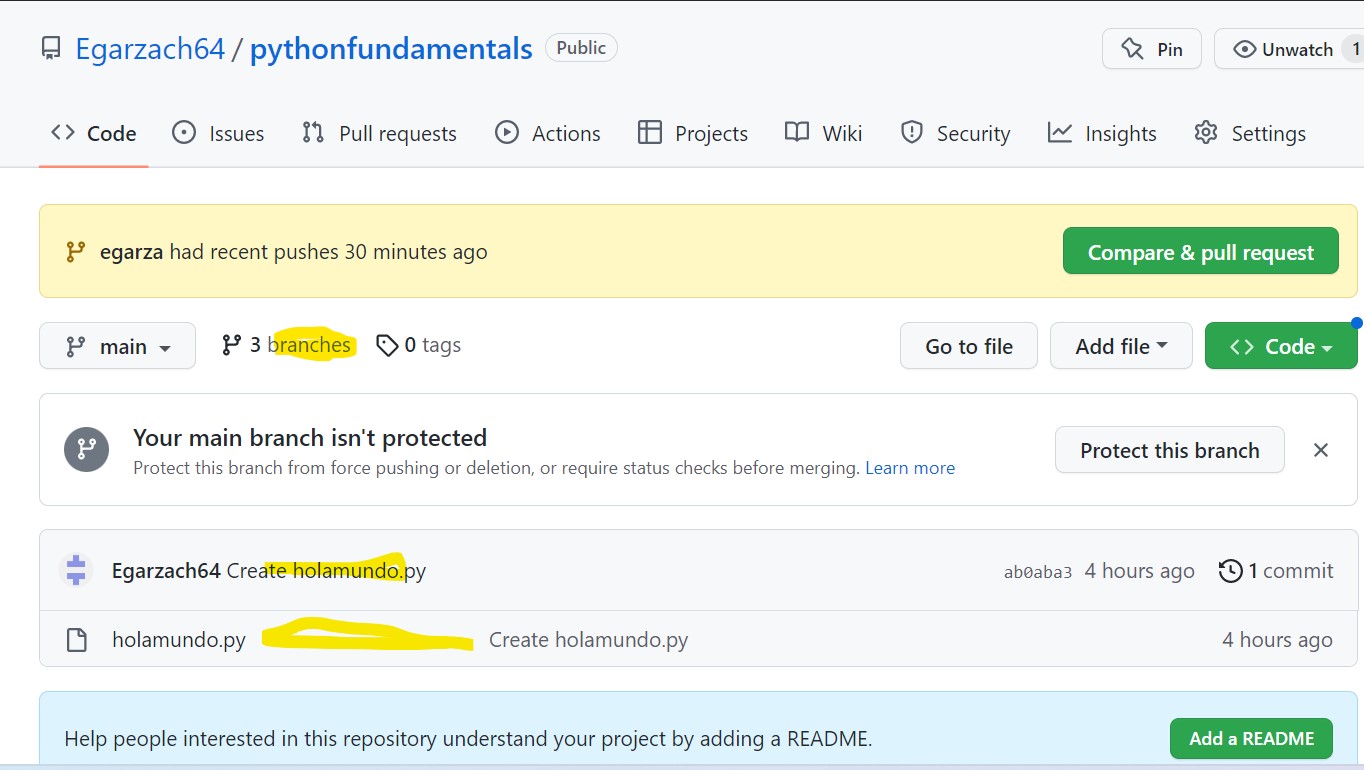 Egarzach64 / pythonfundamentals Public Pin Unwatch 1
Code Issues Pull requests Actions Projects Wiki Security Insights Settings
egarza had recent pushes 30 minutes ago Compare & pull request
main 3 branches 0 tags Go to file Add file Code
Your main branch isn't protected
Protect this branch from force pushing or deletion, or require status checks before merging. Learn more Protect this branch
Egarzach64 Create holamundo.py ab0aba3 4 hours ago 1 commit
holamundo.py Create holamundo.py 4 hours ago
Help people interested in this repository understand your project by adding a README. Add a README